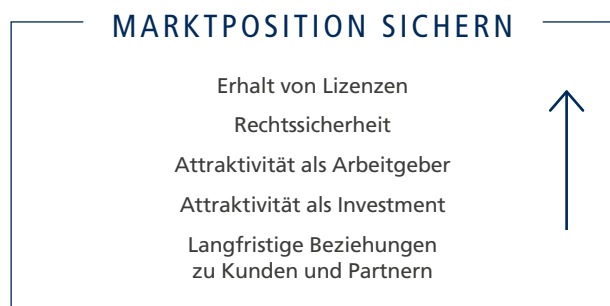 MARKTPOSITION SICHERN
Erhalt von Lizenzen
Rechtssicherheit
Attraktivität als Arbeitgeber
Attraktivität als Investment
Langfristige Beziehungen
zu Kunden und Partnern